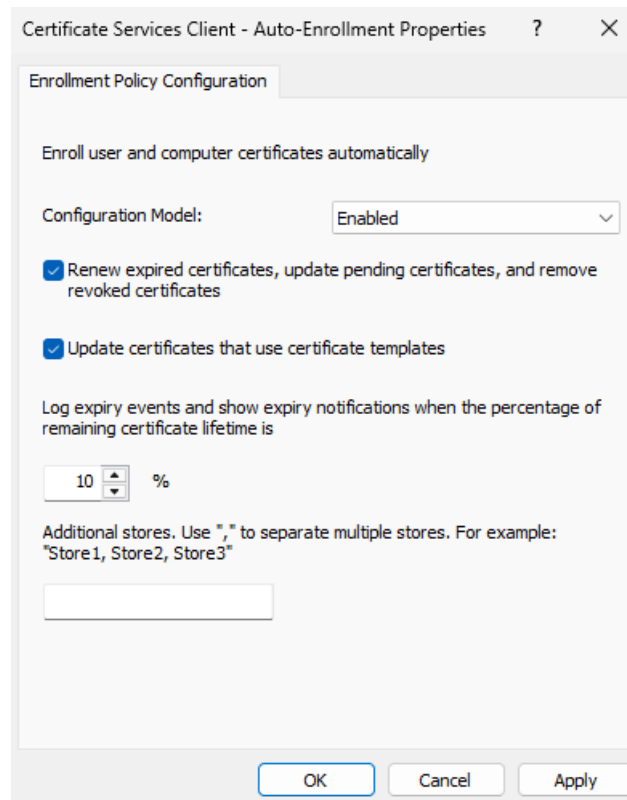 Certificate Services Client - Auto-Enrollment Properties ?
Enrollment Policy Configuration
Enroll user and computer certificates automatically
Configuration Model: Enabled
Renew expired certificates, update pending certificates, and remove
revoked certificates
Update certificates that use certificate templates
Log expiry events and show expiry notifications when the percentage of
remaining certificate lifetime is
10 %
Additional stores. Use "," to separate multiple stores. For example:
"Store1, Store2, Store3"
OK Cancel Apply